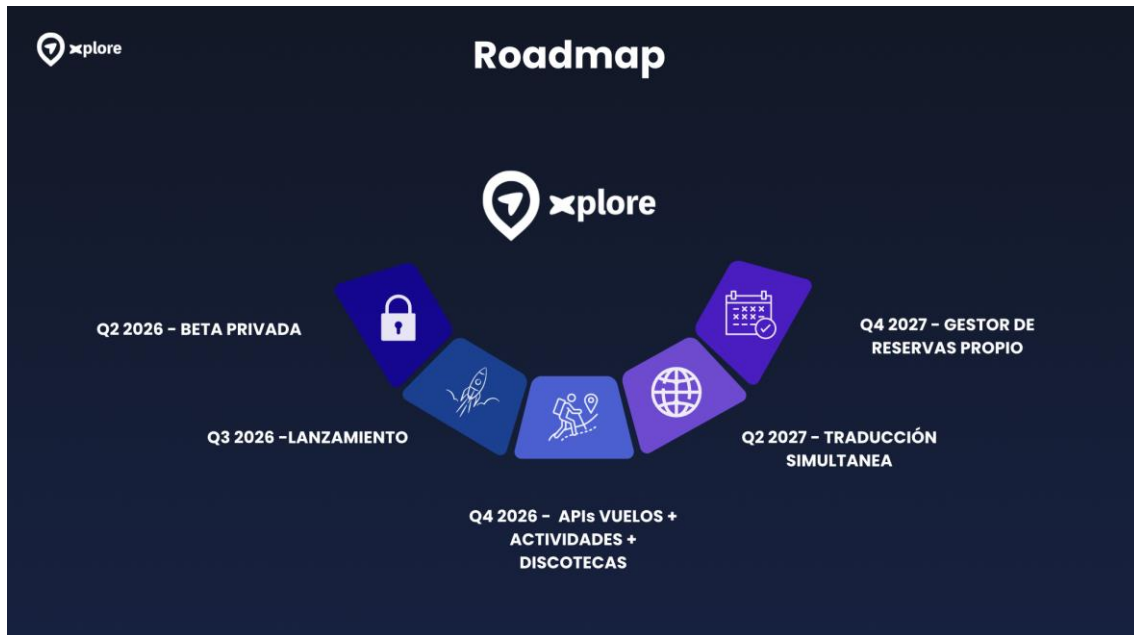 xplore
Roadmap
xplore
Q2 2026 - BETA PRIVADA
Q3 2026 -LANZAMIENTO
Q4 2026 - APIs VUELOS +
ACTIVIDADES +
DISCOTECAS
Q2 2027 - TRADUCCIÓN
SIMULTANEA
Q4 2027 - GESTOR DE
RESERVAS PROPIO